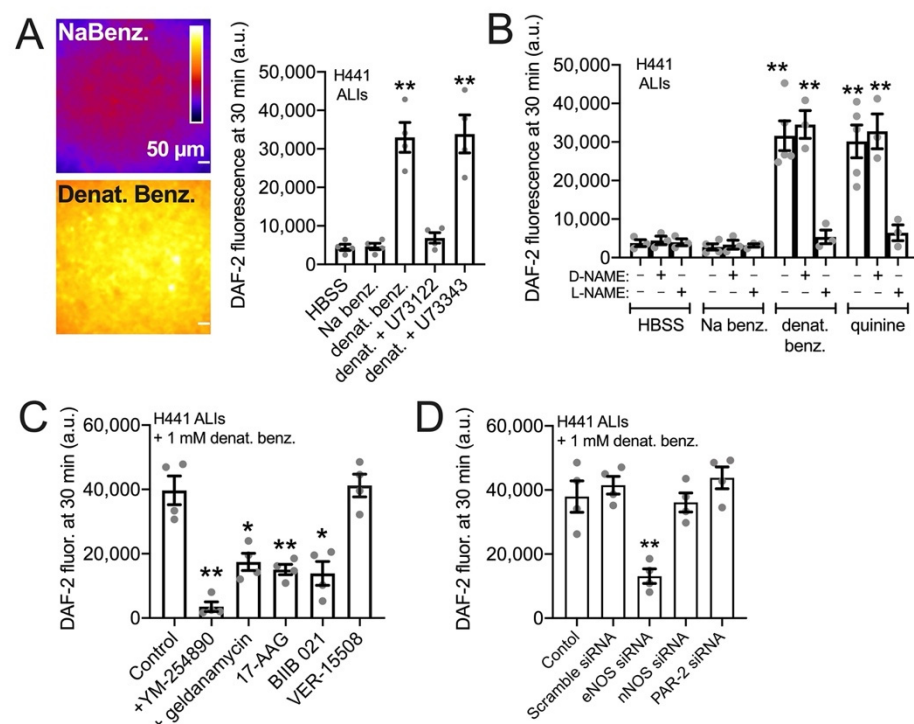 A
NaBenz.
50 μm
Denat. Benz.
DAF-2 fluorescence at 30 min (a.u.)
50,000
40,000
30,000
20,000
10,000
0
H441
ALIs
**
**
HBSS
Na benz.
denat. benz.
denat. + U73122
denat. + U73343
B
DAF-2 fluorescence at 30 min (a.u.)
50,000
40,000
30,000
20,000
10,000
0
H441
ALIs
**
**
**
**
D-NAME: – + – – + – – + – – + –
L-NAME: – – + – – + – – + – – +
HBSS
Na benz.
denat.
benz.
quinine
C
DAF-2 fluor. at 30 min (a.u.)
60,000
40,000
20,000
0
H441 ALIs
+ 1 mM denat. benz.
**
*
**
*
Control
+YM-254890
+ geldanamycin
17-AAG
BIIB 021
VER-15508
D
DAF-2 fluor. at 30 min (a.u.)
60,000
40,000
20,000
0
H441 ALIs
+ 1 mM denat. benz.
**
Contol
Scramble siRNA
eNOS siRNA
nNOS siRNA
PAR-2 siRNA